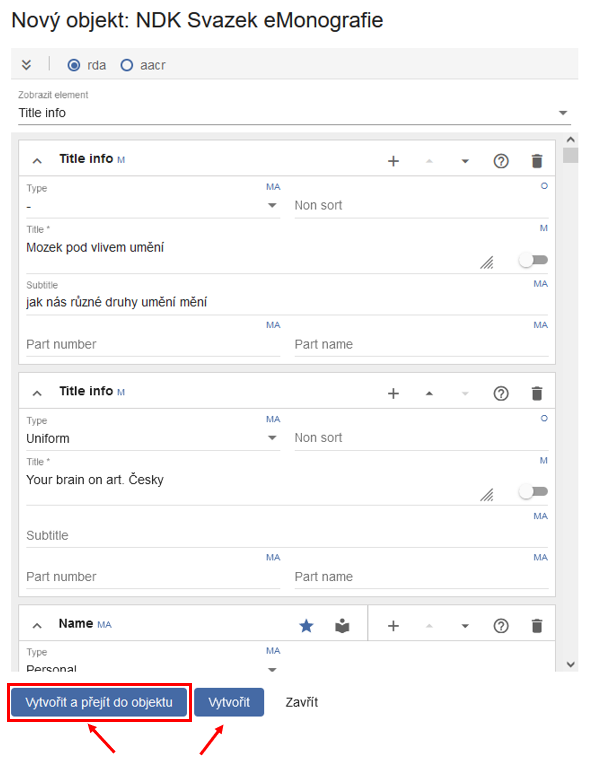 Nový objekt: NDK Svazek eMonografie
rda aacr
Zobrazit element
Title info
Title info M
Type MA
O
- Non sort
Title * M
Mozek pod vlivem umění
Subtitle MA
jak nás různé druhy umění mění
MA MA
Part number Part name
Title info M
Type MA
O
Uniform Non sort
Title * M
Your brain on art. Česky
MA
Subtitle
MA MA
Part number Part name
Name MA
Type MA
Personal
Vytvořit a přejít do objektu Vytvořit Zavřít